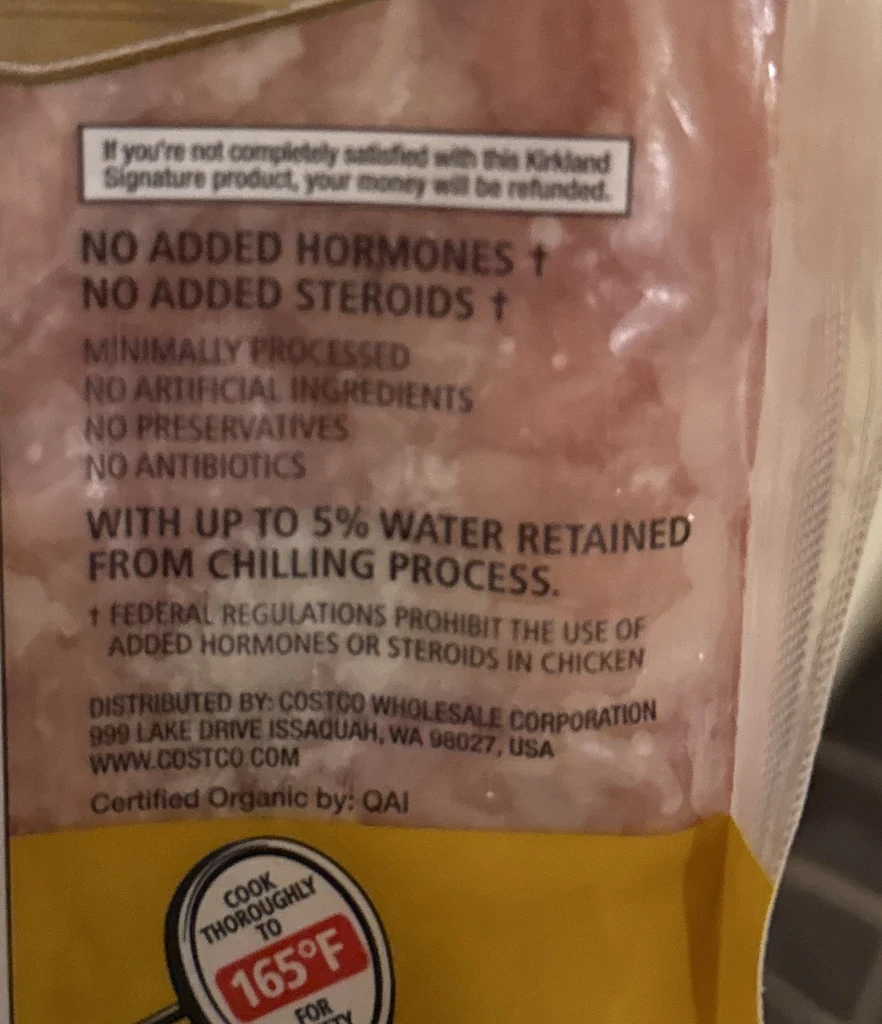 If you're not completely satisfied with this Kirkland
Signature product, your money will be refunded.
NO ADDED HORMONES †
NO ADDED STEROIDS †
MINIMALLY PROCESSED
NO ARTIFICIAL INGREDIENTS
NO PRESERVATIVES
NO ANTIBIOTICS
WITH UP TO 5% WATER RETAINED
FROM CHILLING PROCESS.
† FEDERAL REGULATIONS PROHIBIT THE USE OF
ADDED HORMONES OR STEROIDS IN CHICKEN
DISTRIBUTED BY: COSTCO WHOLESALE CORPORATION
999 LAKE DRIVE ISSAQUAH, WA 98027, USA
WWW.COSTCO.COM
Certified Organic by: QAI
COOK
THOROUGHLY
TO
165°F
FOR